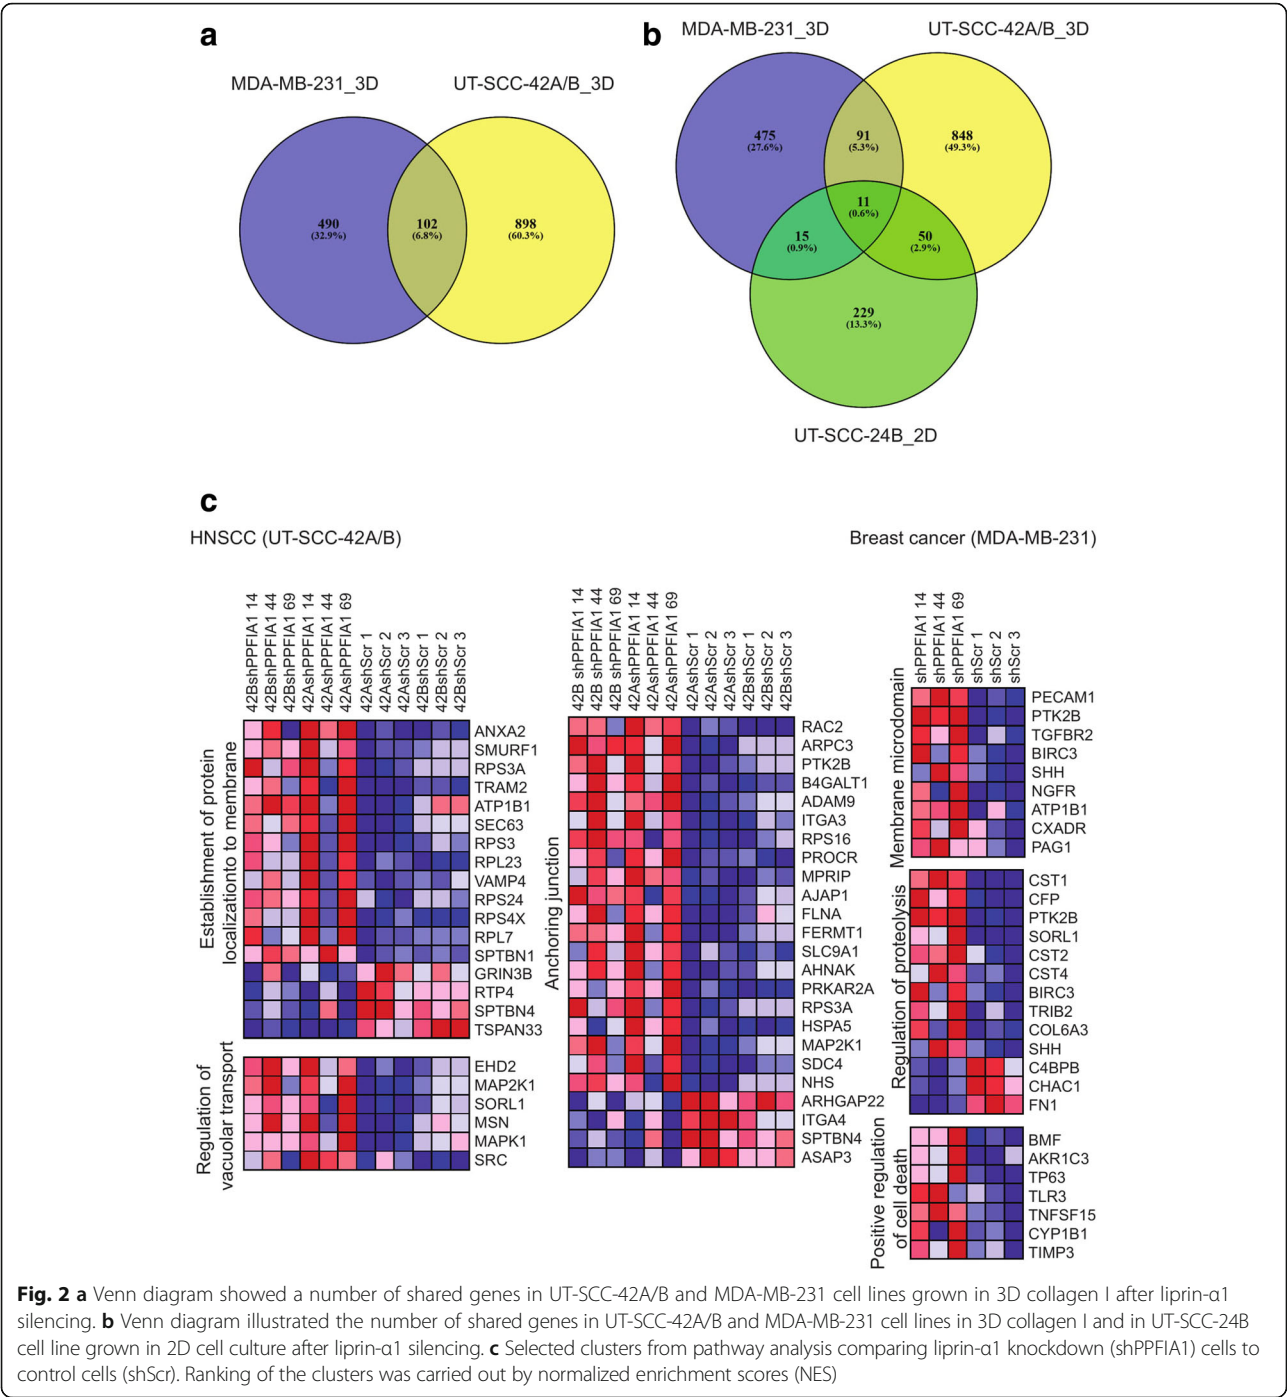 a
MDA-MB-231_3D
UT-SCC-42A/B_3D
490
(32.9%)
102
(6.8%)
898
(60.3%)
b
MDA-MB-231_3D
UT-SCC-42A/B_3D
475
(27.6%)
91
(5.3%)
848
(49.3%)
11
(0.6%)
15
(0.9%)
50
(2.9%)
229
(13.3%)
UT-SCC-24B_2D
c
HNSCC (UT-SCC-42A/B)
Breast cancer (MDA-MB-231)
42BshPPFIA1 14
42BshPPFIA1 44
42BshPPFIA1 69
42AshPPFIA1 14
42AshPPFIA1 44
42AshPPFIA1 69
42AshScr 1
42AshScr 2
42AshScr 3
42BshScr 1
42BshScr 2
42BshScr 3
Establishment of protein
localizationto membrane
ANXA2
SMURF1
RPS3A
TRAM2
ATP1B1
SEC63
RPS3
RPL23
VAMP4
RPS24
RPS4X
RPL7
SPTBN1
GRIN3B
RTP4
SPTBN4
TSPAN33
Regulation of
vacuolar transport
EHD2
MAP2K1
SORL1
MSN
MAPK1
SRC
42B shPPFIA1 14
42B shPPFIA1 44
42B shPPFIA1 69
42AshPPFIA1 14
42AshPPFIA1 44
42AshPPFIA1 69
42AshScr 1
42AshScr 2
42AshScr 3
42BshScr 1
42BshScr 2
42BshScr 3
Anchoring junction
RAC2
ARPC3
PTK2B
B4GALT1
ADAM9
ITGA3
RPS16
PROCR
MPRIP
AJAP1
FLNA
FERMT1
SLC9A1
AHNAK
PRKAR2A
RPS3A
HSPA5
MAP2K1
SDC4
NHS
ARHGAP22
ITGA4
SPTBN4
ASAP3
shPPFIA1 14
shPPFIA1 44
shPPFIA1 69
shScr 1
shScr 2
shScr 3
Membrane microdomain
PECAM1
PTK2B
TGFBR2
BIRC3
SHH
NGFR
ATP1B1
CXADR
PAG1
Regulation of proteolysis
CST1
CFP
PTK2B
SORL1
CST2
CST4
BIRC3
TRIB2
COL6A3
SHH
C4BPB
CHAC1
FN1
Positive regulation
of cell death
BMF
AKR1C3
TP63
TLR3
TNFSF15
CYP1B1
TIMP3
Fig. 2 a Venn diagram showed a number of shared genes in UT-SCC-42A/B and MDA-MB-231 cell lines grown in 3D collagen I after liprin-α1
silencing. b Venn diagram illustrated the number of shared genes in UT-SCC-42A/B and MDA-MB-231 cell lines in 3D collagen I and in UT-SCC-24B
cell line grown in 2D cell culture after liprin-α1 silencing. c Selected clusters from pathway analysis comparing liprin-α1 knockdown (shPPFIA1) cells to
control cells (shScr). Ranking of the clusters was carried out by normalized enrichment scores (NES)